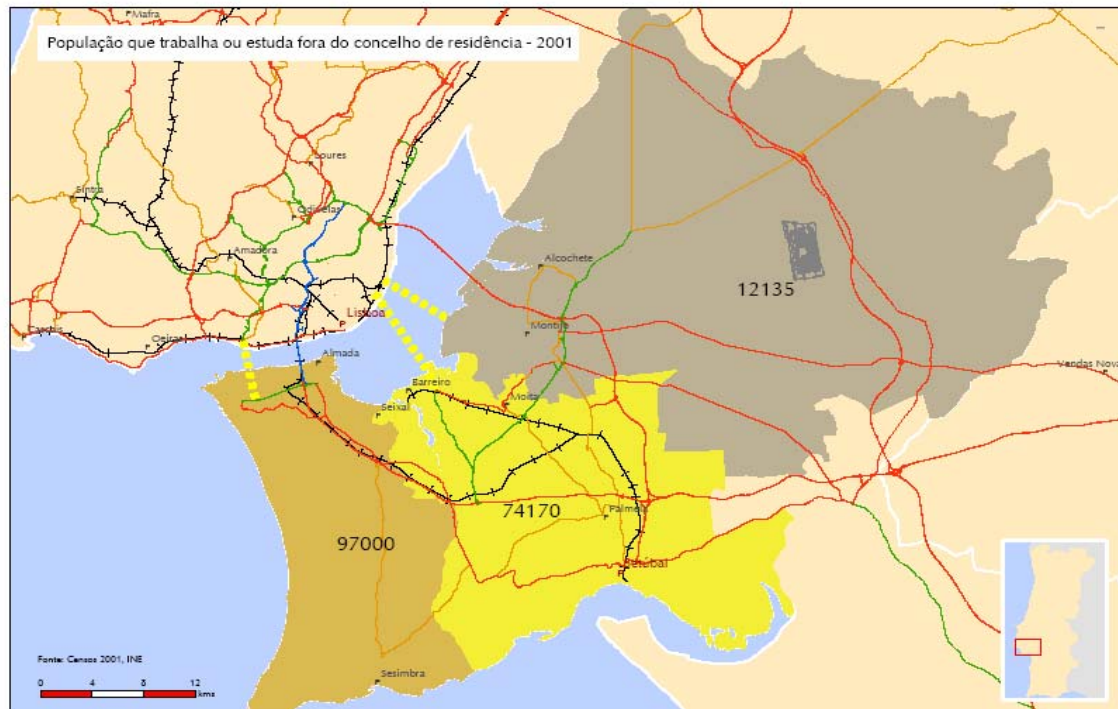 Mafra
População que trabalha ou estuda fora do concelho de residência - 2001
Loures
Sintra
Odivelas
Amadora
Alcochete
12135
Lisboa
Montijo
Cascais
Oeiras
Almada
Vendas Novas
Barreiro
Moita
Seixal
74170
Palmela
97000
Setúbal
Fonte: Censos 2001, INE
Sesimbra
0 4 8 12
kms